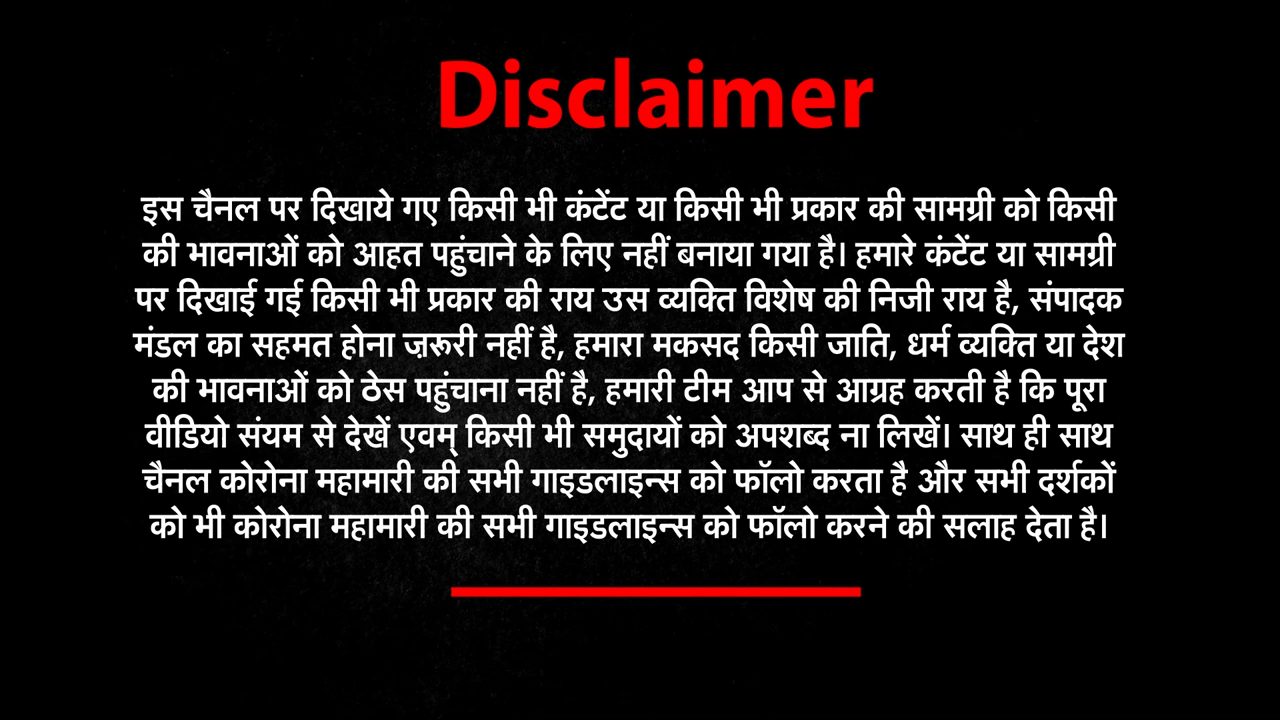 Disclaimer
इस चैनल पर दिखाये गए किसी भी कंटेंट या किसी भी प्रकार की सामग्री को किसी
की भावनाओं को आहत पहुंचाने के लिए नहीं बनाया गया है। हमारे कंटेंट या सामग्री
पर दिखाई गई किसी भी प्रकार की राय उस व्यक्ति विशेष की निजी राय है, संपादक
मंडल का सहमत होना ज़रूरी नहीं है, हमारा मकसद किसी जाति, धर्म व्यक्ति या देश
की भावनाओं को ठेस पहुंचाना नहीं है, हमारी टीम आप से आग्रह करती है कि पूरा
वीडियो संयम से देखें एवम् किसी भी समुदायों को अपशब्द ना लिखें। साथ ही साथ
चैनल कोरोना महामारी की सभी गाइडलाइन्स को फॉलो करता है और सभी दर्शकों
को भी कोरोना महामारी की सभी गाइडलाइन्स को फॉलो करने की सलाह देता है।